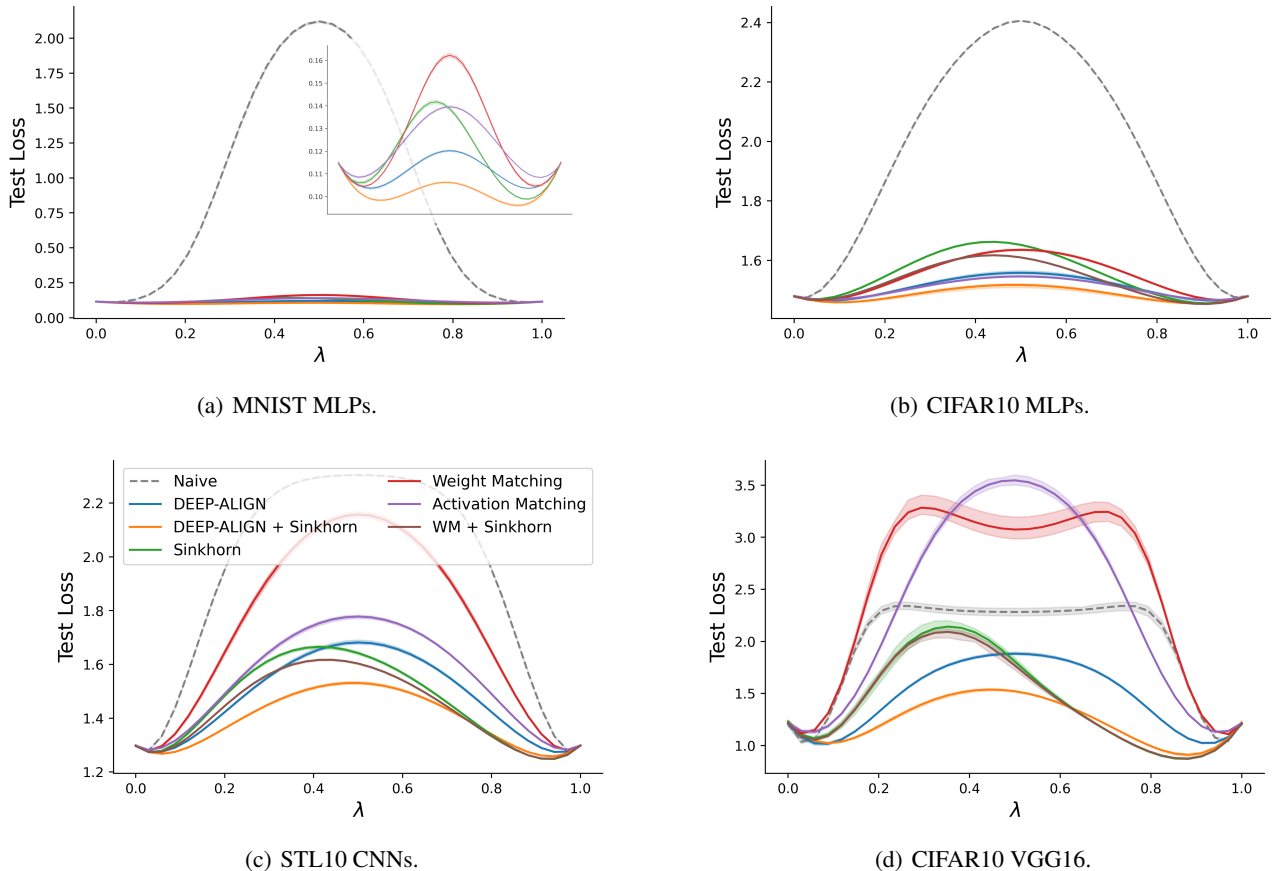 2.00
1.75
1.50
1.25
1.00
0.75
0.50
0.25
0.00
Test Loss
0.16
0.15
0.14
0.13
0.12
0.11
0.10
0.0 0.2 0.4 0.6 0.8 1.0
λ
(a) MNIST MLPs.
2.4
2.0
1.6
Test Loss
0.0 0.2 0.4 0.6 0.8 1.0
λ
(b) CIFAR10 MLPs.
2.2
2.0
1.8
1.6
1.4
1.2
Test Loss
Naive
DEEP-ALIGN
DEEP-ALIGN + Sinkhorn
Sinkhorn
Weight Matching
Activation Matching
WM + Sinkhorn
0.0 0.2 0.4 0.6 0.8 1.0
λ
(c) STL10 CNNs.
3.5
3.0
2.5
2.0
1.5
1.0
Test Loss
0.0 0.2 0.4 0.6 0.8 1.0
λ
(d) CIFAR10 VGG16.